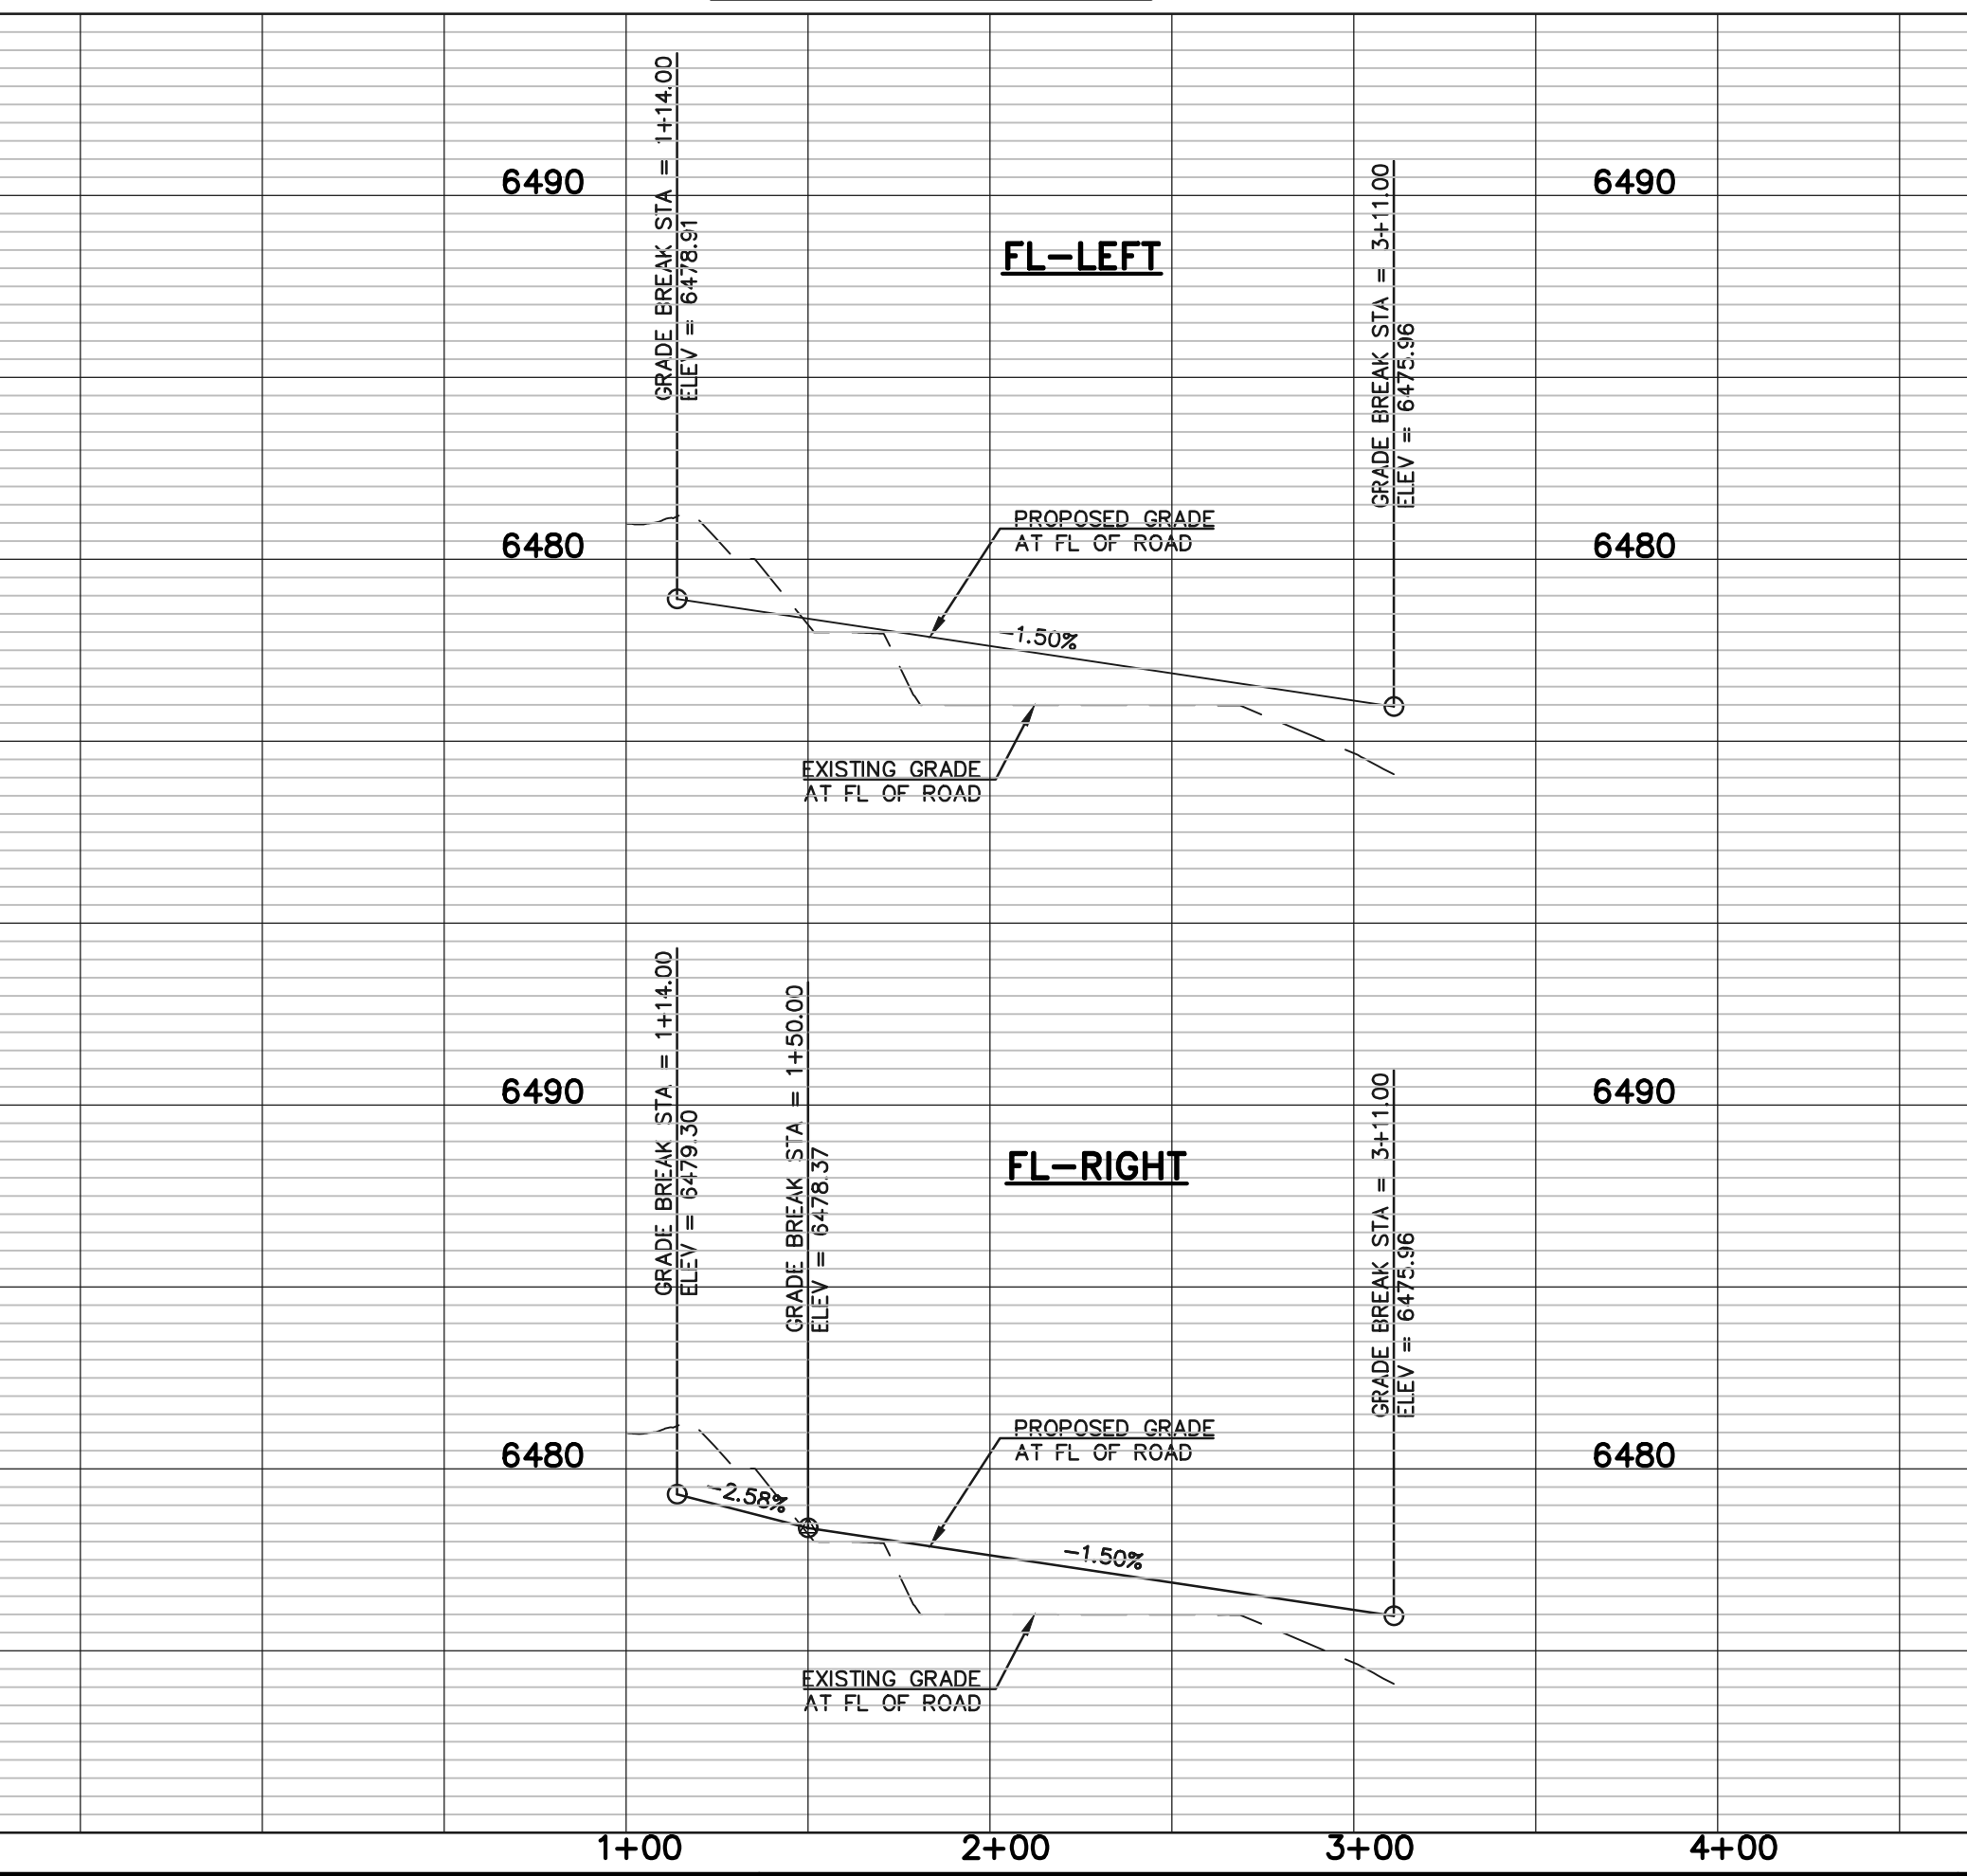 GRADE BREAK STA = 1+14.00
ELEV = 6478.91
6490
6490
FL-LEFT
GRADE BREAK STA = 3+11.00
ELEV = 6475.96
PROPOSED GRADE
AT FL OF ROAD
6480
6480
-1.50%
EXISTING GRADE
AT FL OF ROAD
GRADE BREAK STA = 1+14.00
ELEV = 6479.30
GRADE BREAK STA = 1+50.00
ELEV = 6478.37
6490
6490
FL-RIGHT
GRADE BREAK STA = 3+11.00
ELEV = 6475.96
PROPOSED GRADE
AT FL OF ROAD
6480
6480
-2.58%
-1.50%
EXISTING GRADE
AT FL OF ROAD
1+00
2+00
3+00
4+00